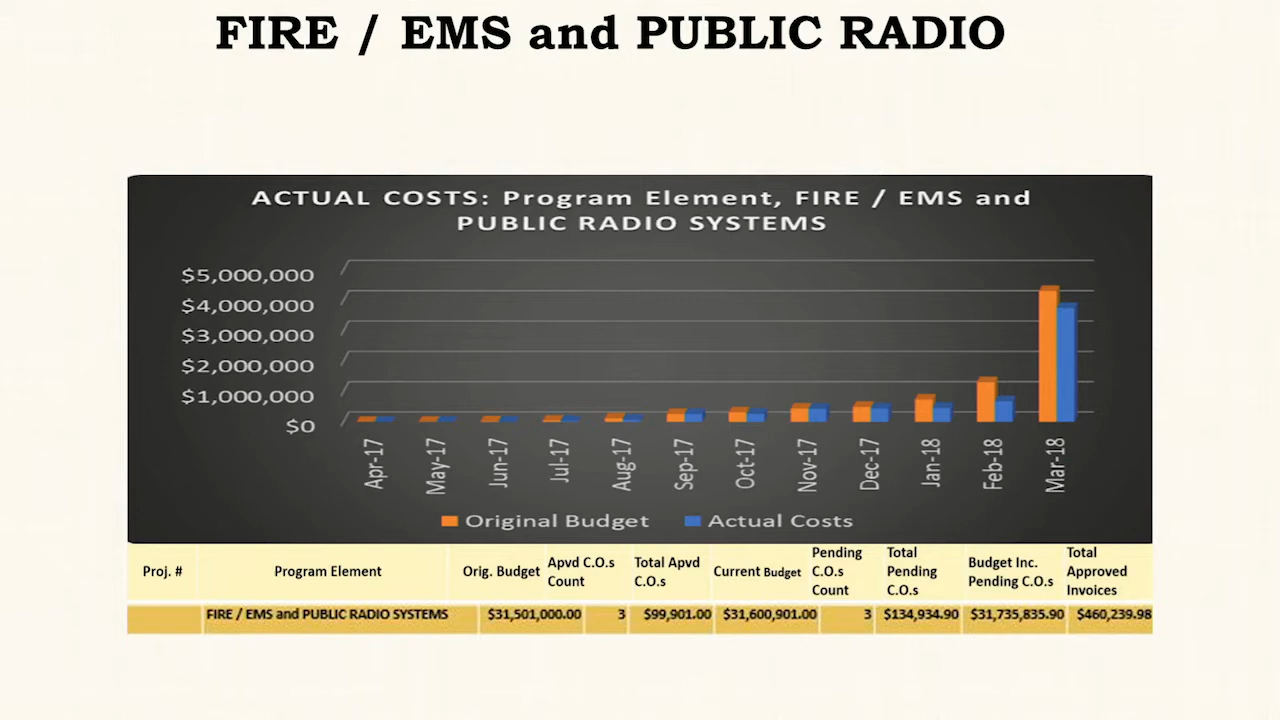 FIRE / EMS and PUBLIC RADIO
ACTUAL COSTS: Program Element, FIRE / EMS and
PUBLIC RADIO SYSTEMS
$5,000,000
$4,000,000
$3,000,000
$2,000,000
$1,000,000
$0
Apr-17
May-17
Jun-17
Jul-17
Aug-17
Sep-17
Oct-17
Nov-17
Dec-17
Jan-18
Feb-18
Mar-18
Original Budget
Actual Costs
Proj. #
Program Element
Orig. Budget
Apvd C.O.s
Count
Total Apvd
C.O.s
Current Budget
Pending
C.O.s
Count
Total
Pending
C.O.s
Budget Inc.
Pending C.O.s
Total
Approved
Invoices
FIRE / EMS and PUBLIC RADIO SYSTEMS
$31,501,000.00
3
$99,901.00
$31,600,901.00
3
$134,934.90
$31,735,835.90
$460,239.98